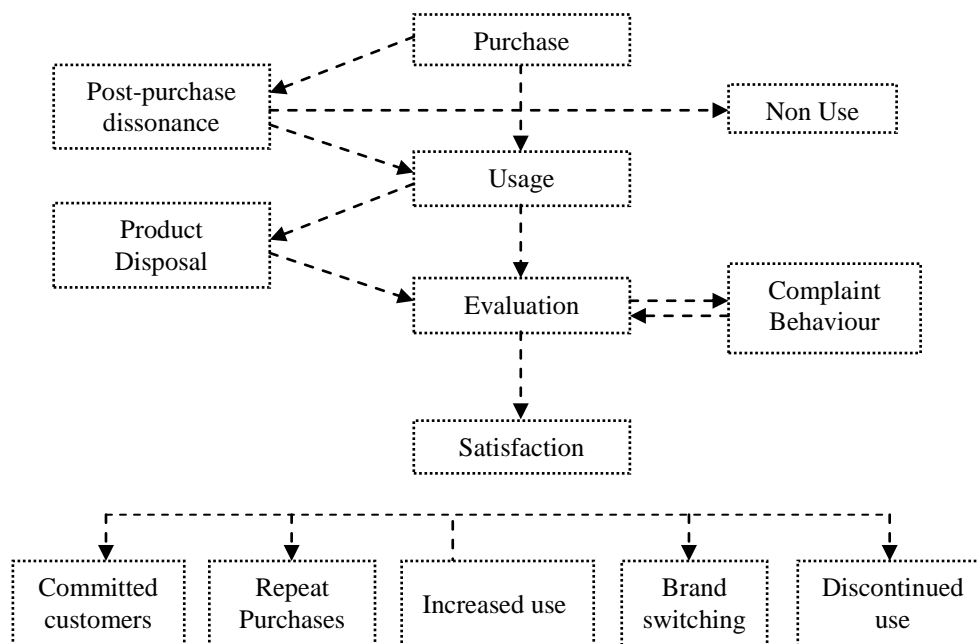 Purchase
Post-purchase
dissonance
Non Use
Usage
Product
Disposal
Evaluation
Complaint
Behaviour
Satisfaction
Committed
customers
Repeat
Purchases
Increased use
Brand
switching
Discontinued
use